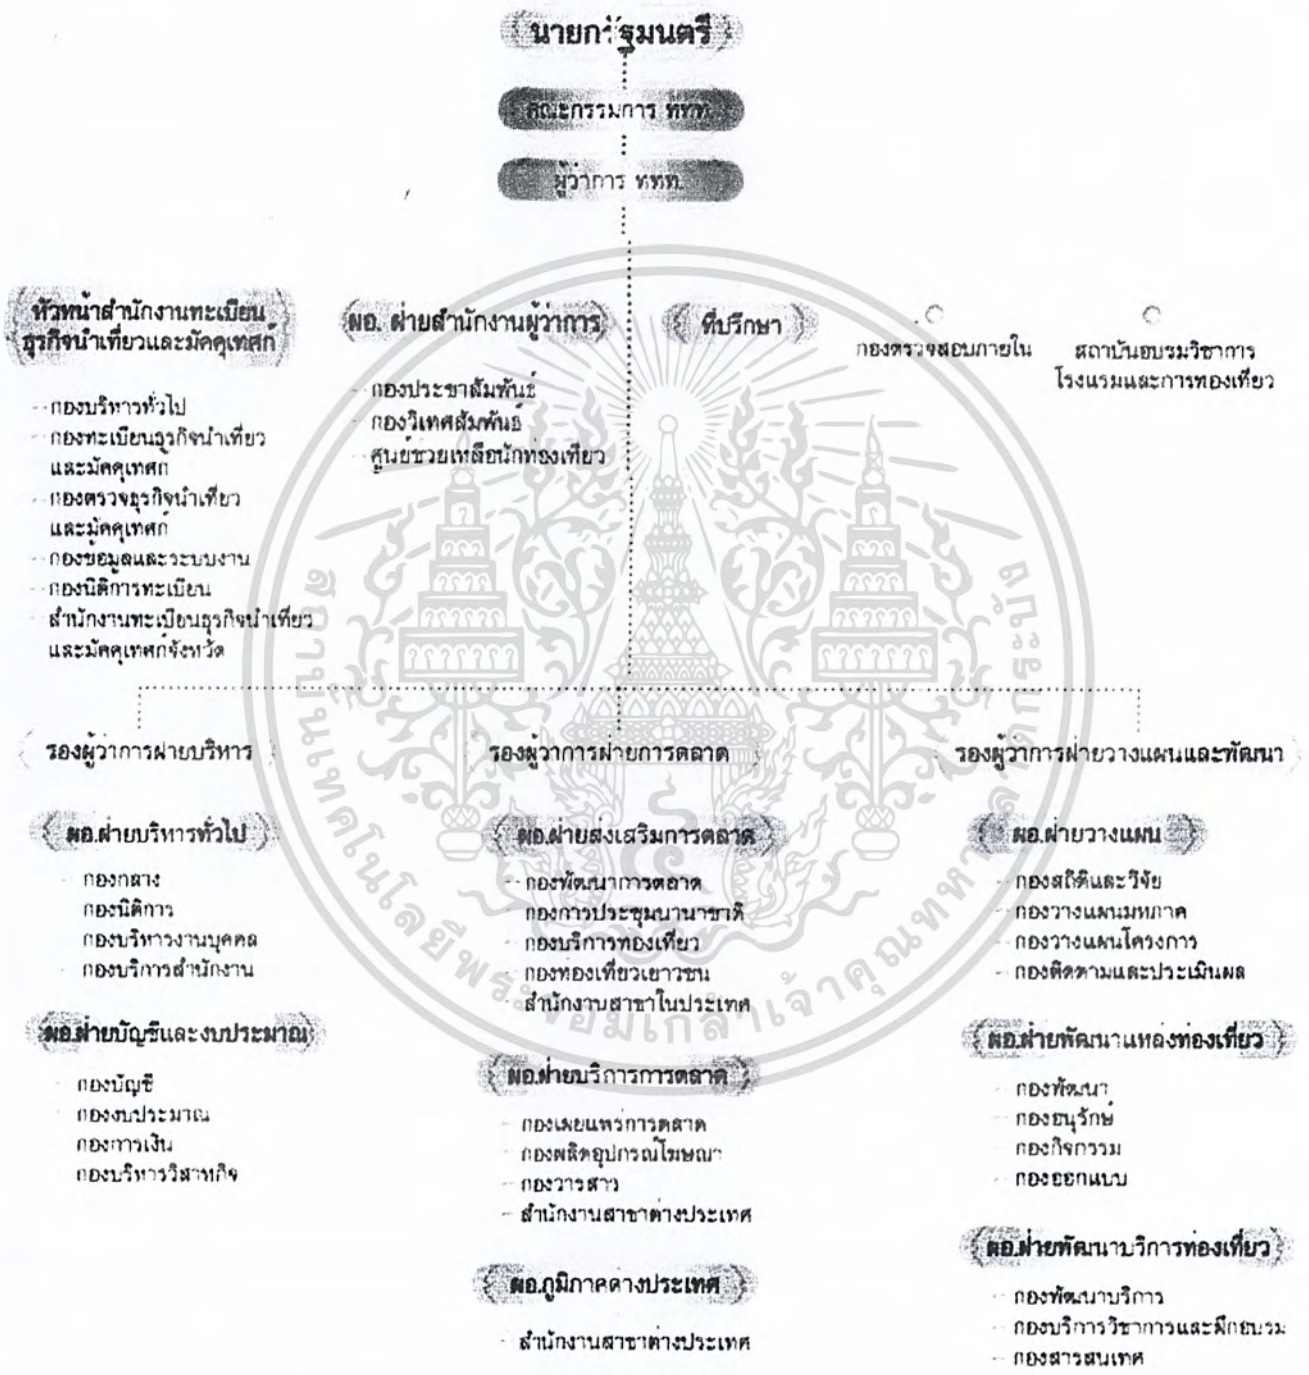 นายกรัฐมนตรี
คณะกรรมการ ททท.
ผู้ว่าการ ททท.
หัวหน้าสำนักงานทะเบียน
ธุรกิจนำเที่ยวและมัคคุเทศก์
- กองบริหารทั่วไป
- กองทะเบียนธุรกิจนำเที่ยว
และมัคคุเทศก์
- กองตรวจธุรกิจนำเที่ยว
และมัคคุเทศก์
- กองข้อมูลและระบบงาน
- กองนิติการทะเบียน
- สำนักงานทะเบียนธุรกิจนำเที่ยว
และมัคคุเทศก์จังหวัด
ผอ. ฝ่ายสำนักงานผู้ว่าการ
- กองประชาสัมพันธ์
- กองวิเทศสัมพันธ์
- ศูนย์ช่วยเหลือนักท่องเที่ยว
ที่ปรึกษา
กองตรวจสอบภายใน
สถาบันอบรมวิชาการ
โรงแรมและการท่องเที่ยว
รองผู้ว่าการฝ่ายบริหาร
ผอ.ฝ่ายบริหารทั่วไป
- กองกลาง
กองนิติการ
กองบริหารงานบุคคล
- กองบริการสำนักงาน
ผอ.ฝ่ายบัญชีและงบประมาณ
- กองบัญชี
- กองงบประมาณ
กองการเงิน
- กองบริหารวิสาหกิจ
รองผู้ว่าการฝ่ายการตลาด
ผอ.ฝ่ายส่งเสริมการตลาด
- กองพัฒนาการตลาด
- กองการประชุมนานาชาติ
- กองบริการท่องเที่ยว
กองท่องเที่ยวเยาวชน
- สำนักงานสาขาในประเทศ
ผอ.ฝ่ายบริการการตลาด
- กองเผยแพร่การตลาด
- กองผลิตอุปกรณ์โฆษณา
- กองวารสาร
- สำนักงานสาขาต่างประเทศ
ผอ.ภูมิภาคต่างประเทศ
- สำนักงานสาขาต่างประเทศ
รองผู้ว่าการฝ่ายวางแผนและพัฒนา
ผอ.ฝ่ายวางแผน
- กองสถิติและวิจัย
- กองวางแผนมหภาค
- กองวางแผนโครงการ
- กองติดตามและประเมินผล
ผอ.ฝ่ายพัฒนาแหล่งท่องเที่ยว
- กองพัฒนา
- กองอนุรักษ์
- กองกิจกรรม
- กองออกแบบ
ผอ.ฝ่ายพัฒนาบริการท่องเที่ยว
- กองพัฒนาบริการ
- กองบริการวิชาการและฝึกอบรม
- กองสารสนเทศ
สถาบันเทคโนโลยีพระจอมเกล้าเจ้าคุณทหารลาดกระบัง